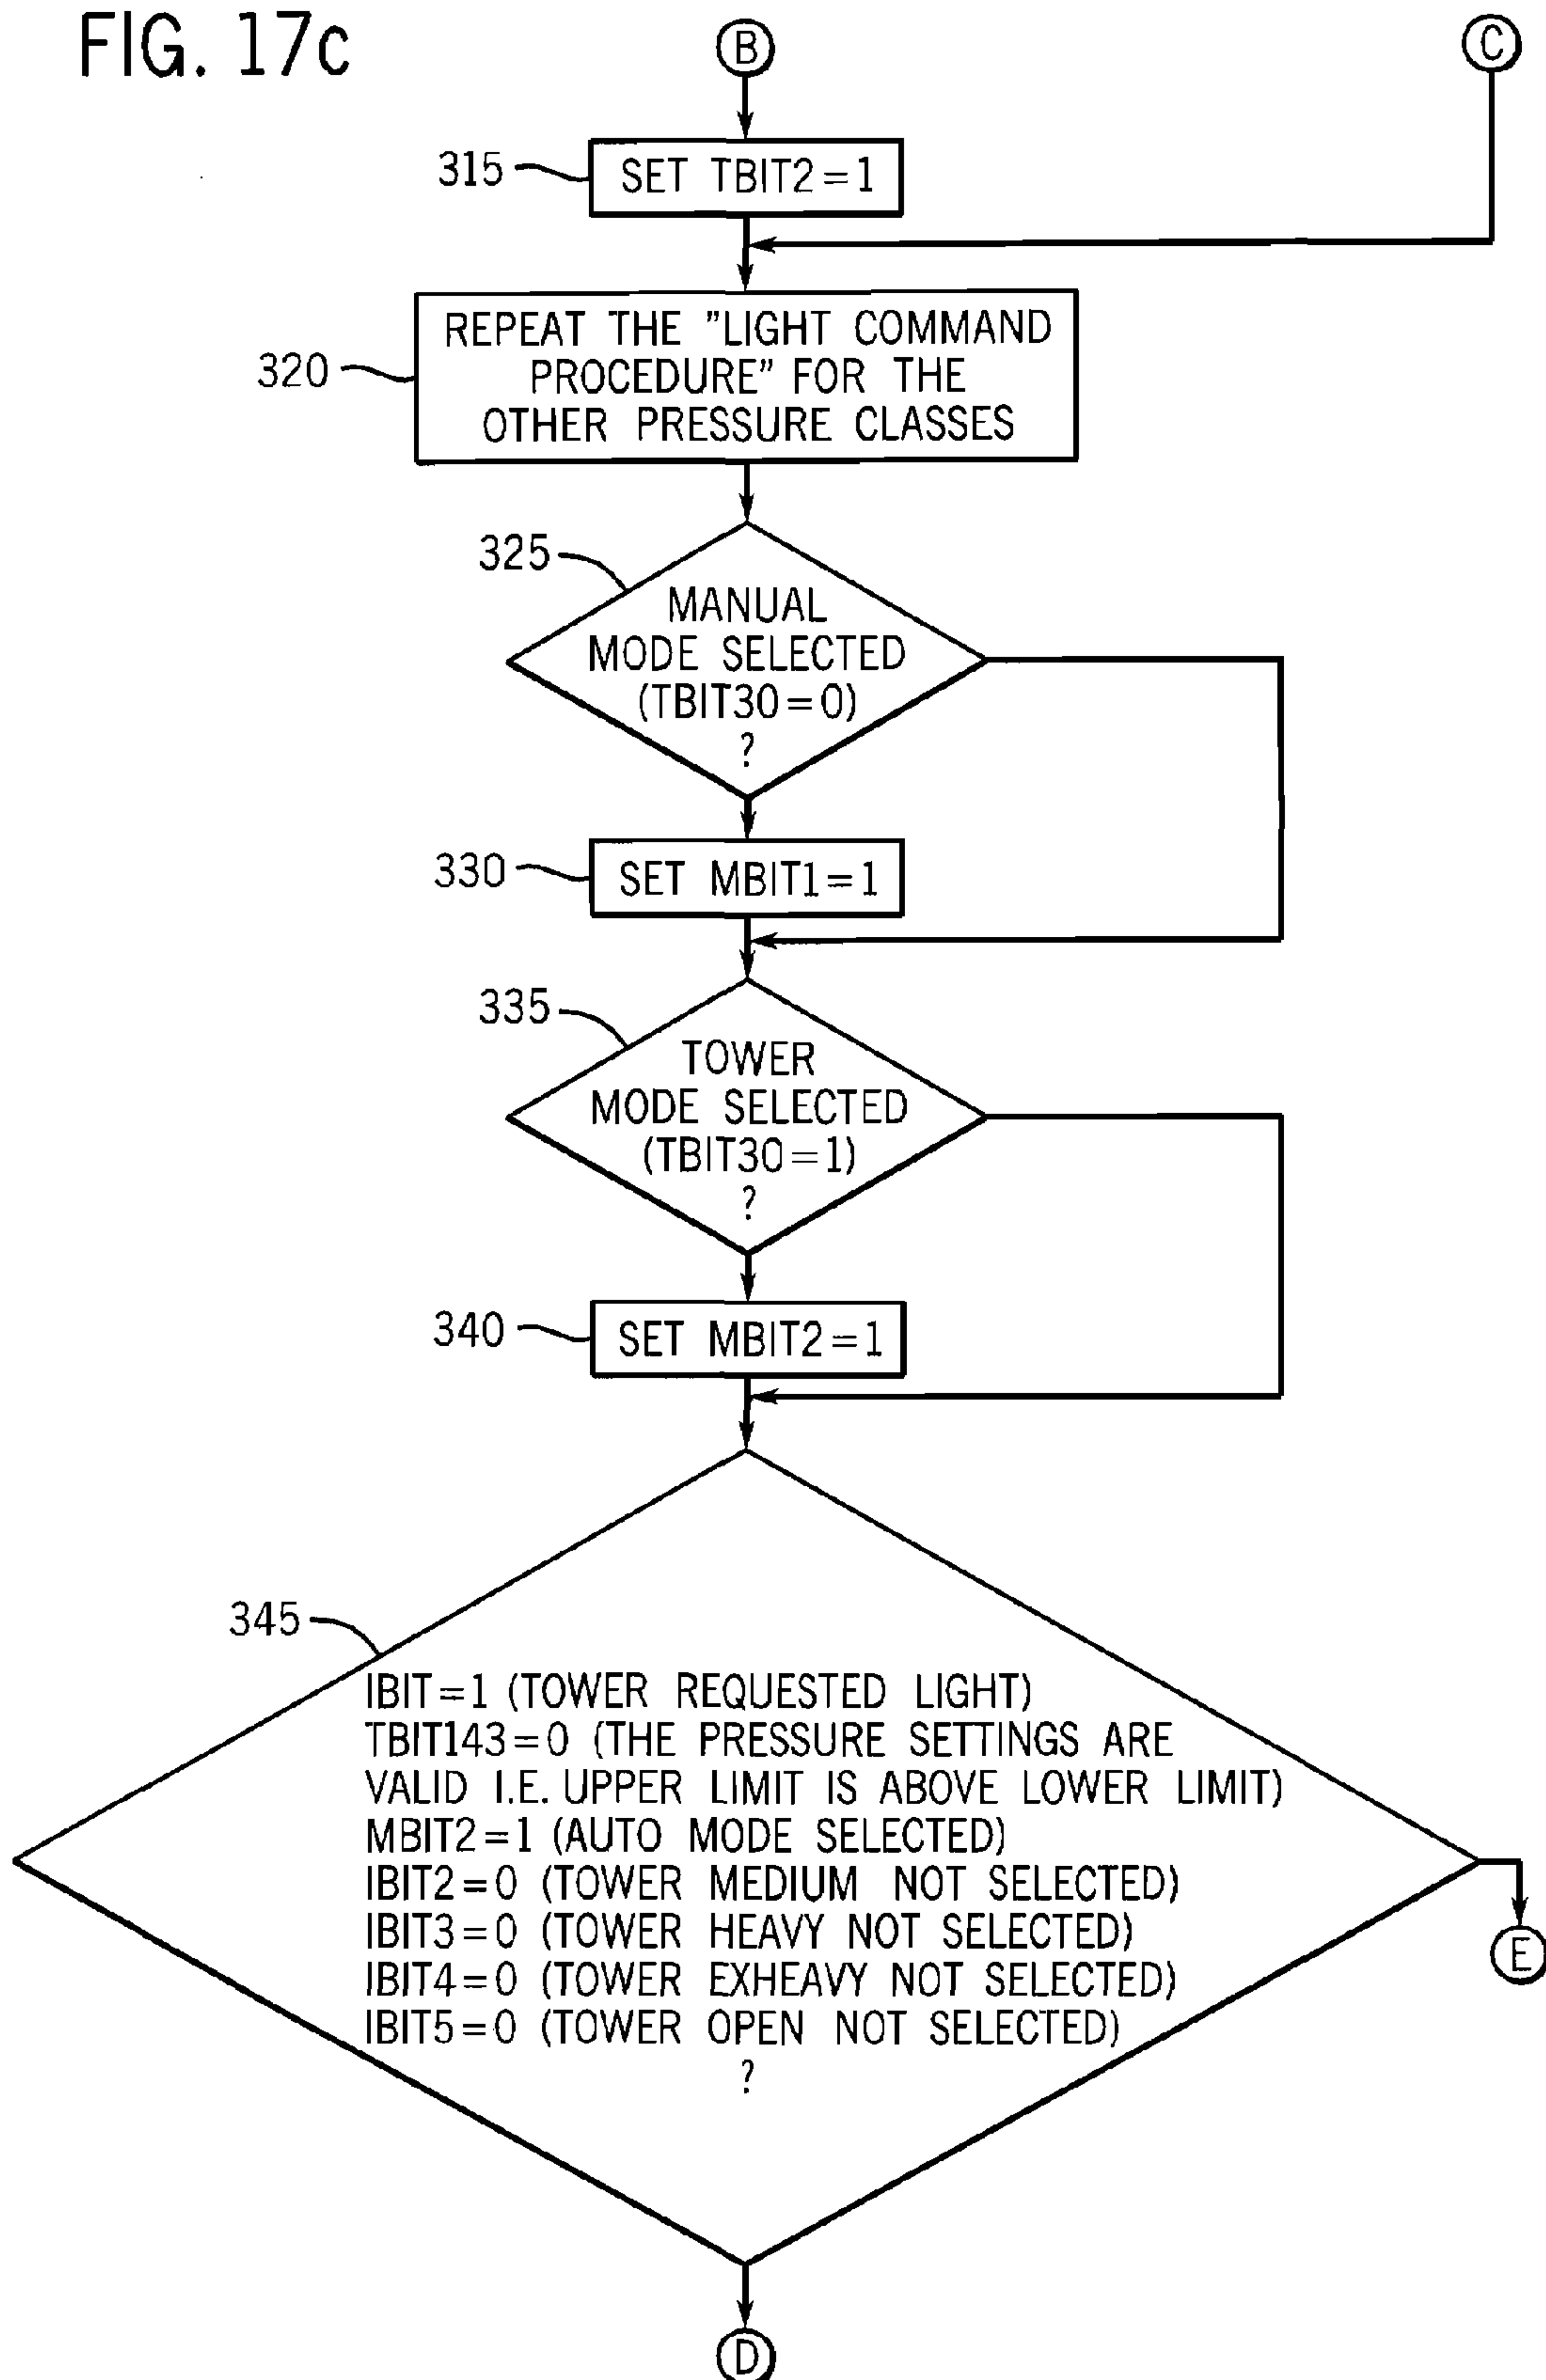 FIG. 17c
B
C
315
SET TBIT2=1
320
REPEAT THE "LIGHT COMMAND
PROCEDURE" FOR THE
OTHER PRESSURE CLASSES
325
MANUAL
MODE SELECTED
(TBIT30=0)
?
330
SET MBIT1=1
335
TOWER
MODE SELECTED
(TBIT30=1)
?
340
SET MBIT2=1
345
IBIT=1 (TOWER REQUESTED LIGHT)
TBIT143=0 (THE PRESSURE SETTINGS ARE
VALID I.E. UPPER LIMIT IS ABOVE LOWER LIMIT)
MBIT2=1 (AUTO MODE SELECTED)
IBIT2=0 (TOWER MEDIUM NOT SELECTED)
IBIT3=0 (TOWER HEAVY NOT SELECTED)
IBIT4=0 (TOWER EXHEAVY NOT SELECTED)
IBIT5=0 (TOWER OPEN NOT SELECTED)
?
E
D